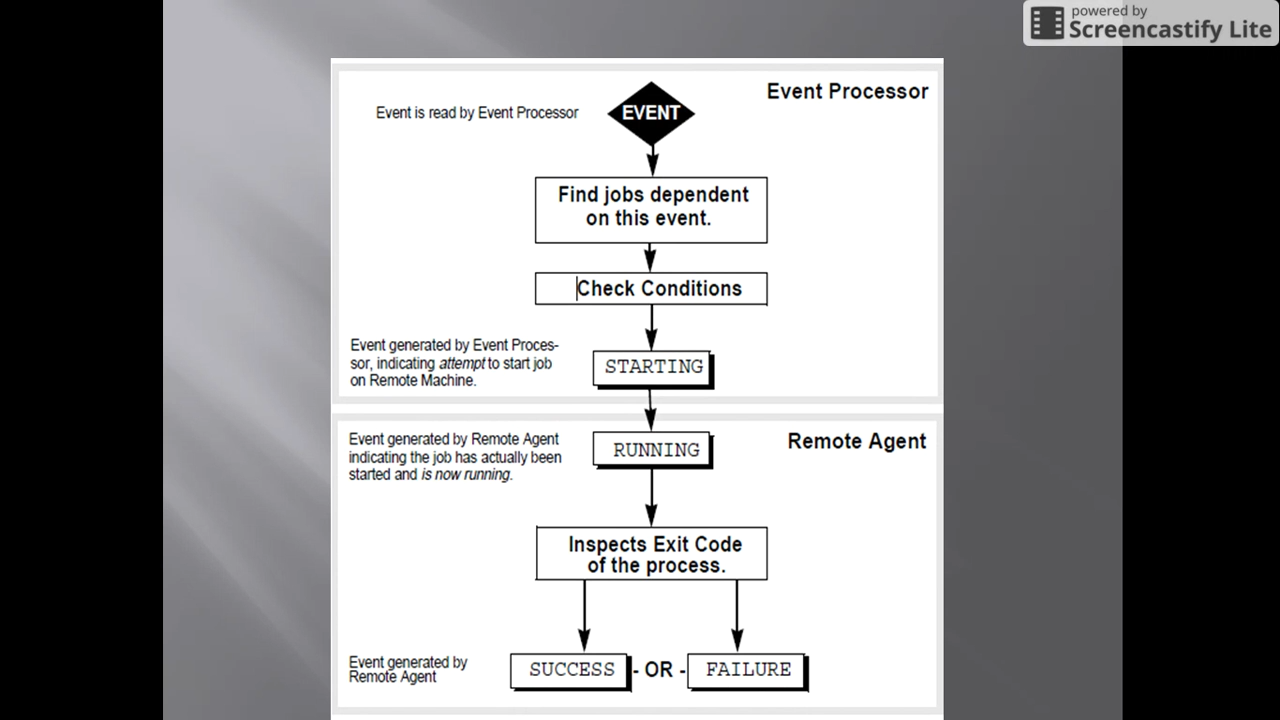 powered by
Screencastify Lite
Event Processor
Event is read by Event Processor
EVENT
Find jobs dependent
on this event.
Check Conditions
Event generated by Event Proces-
sor, indicating attempt to start job
on Remote Machine.
STARTING
Remote Agent
Event generated by Remote Agent
indicating the job has actually been
started and is now running.
RUNNING
Inspects Exit Code
of the process.
Event generated by
Remote Agent
SUCCESS - OR - FAILURE